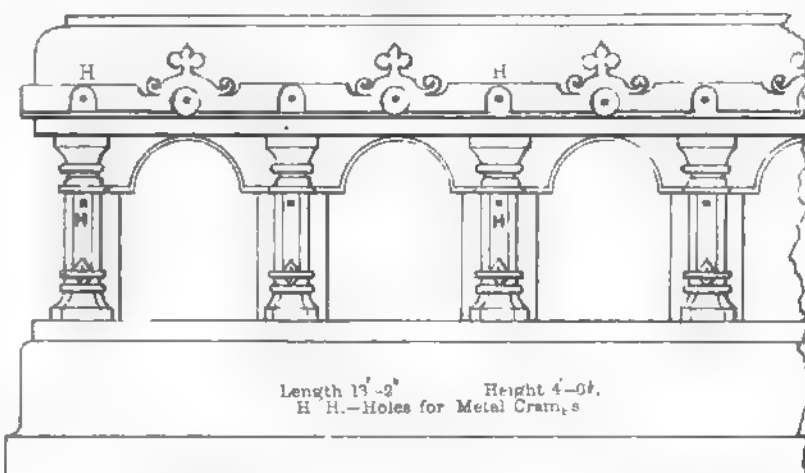 H H
H H
Length 13'-2" Height 4'-0½.
H H.—Holes for Metal Cramps